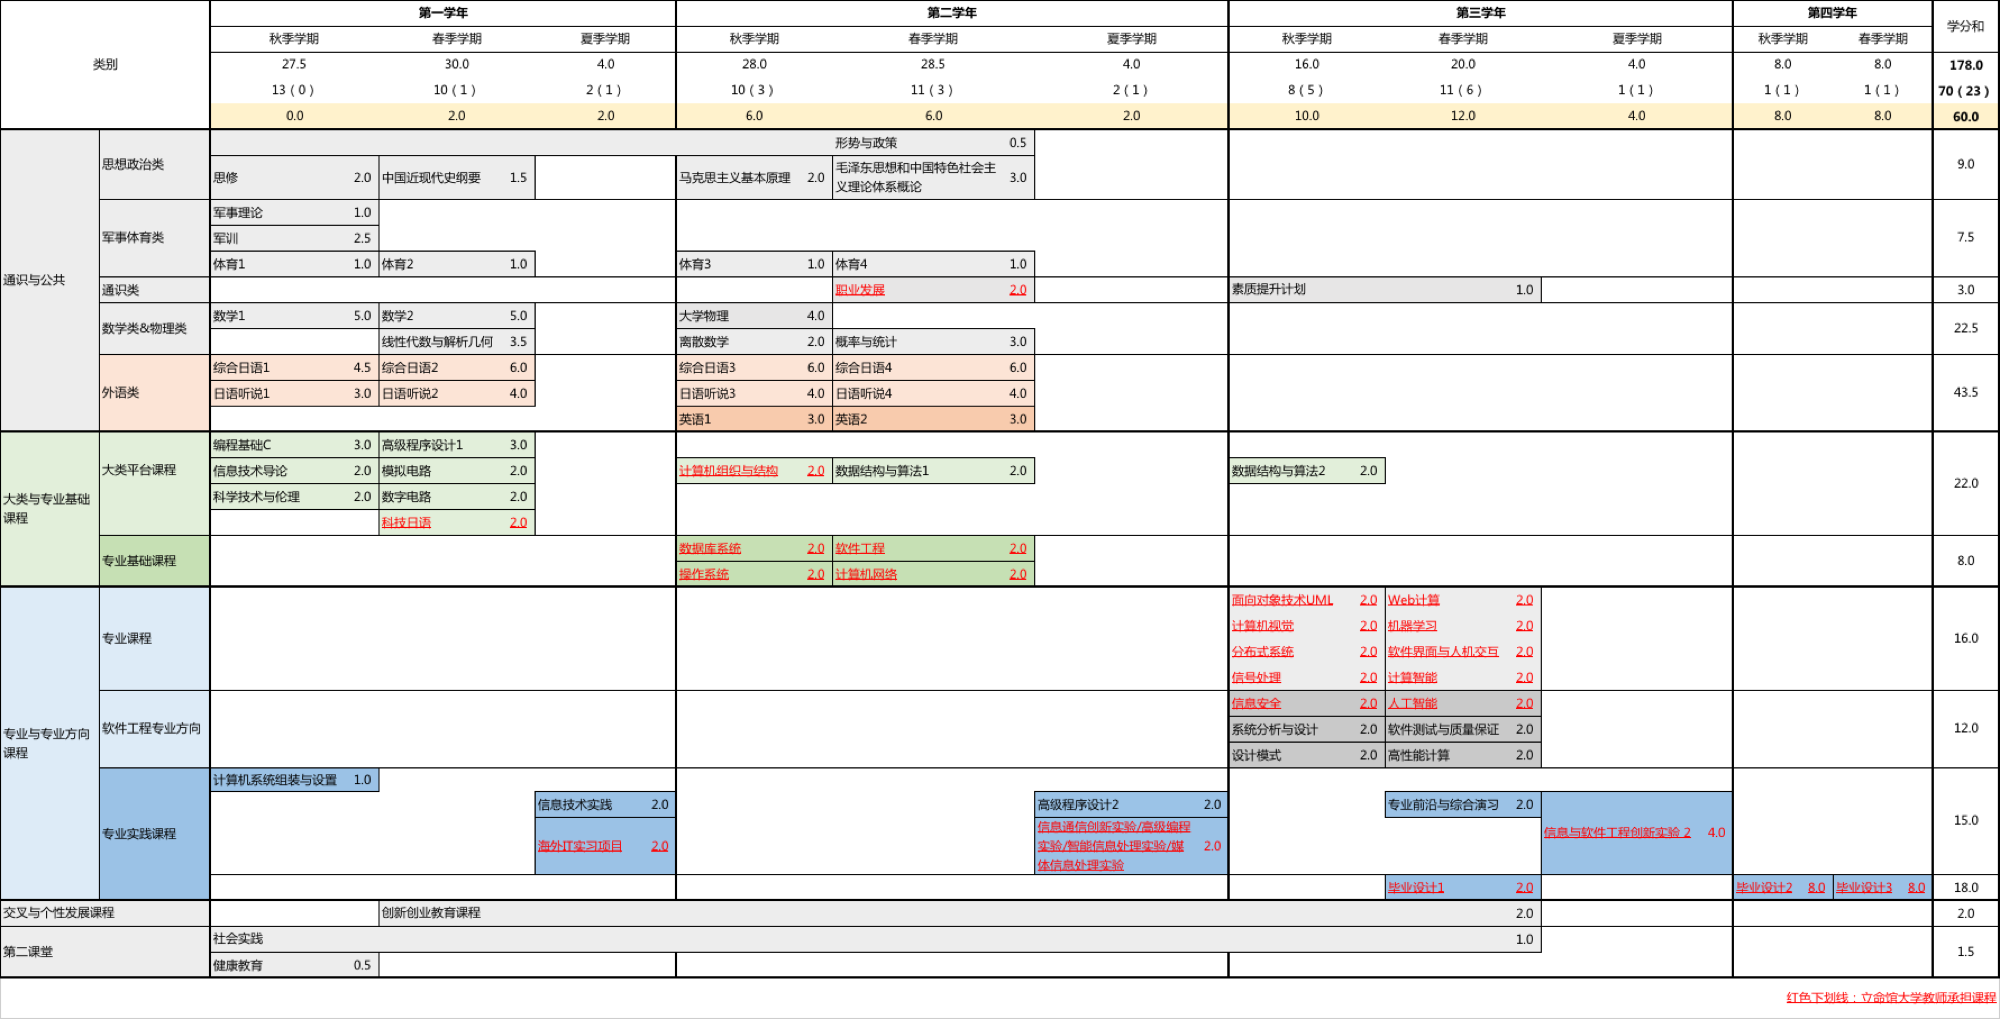 类别 第一学年 第二学年 第三学年 第四学年 学分和
秋季学期 春季学期 夏季学期 秋季学期 春季学期 夏季学期 秋季学期 春季学期 夏季学期 秋季学期 春季学期
27.5 30.0 4.0 28.0 28.5 4.0 16.0 20.0 4.0 8.0 8.0 178.0
13（0） 10（1） 2（1） 10（3） 11（3） 2（1） 8（5） 11（6） 1（1） 1（1） 1（1） 70（23）
0.0 2.0 2.0 6.0 6.0 2.0 10.0 12.0 4.0 8.0 8.0 60.0
通识与公共
思想政治类 9.0
形势与政策 0.5
思修 2.0 中国近现代史纲要 1.5 马克思主义基本原理 2.0 毛泽东思想和中国特色社会主
义理论体系概论 3.0
军事体育类 7.5
军事理论 1.0
军训 2.5
体育1 1.0 体育2 1.0 体育3 1.0 体育4 1.0
通识类 职业发展 2.0 素质提升计划 1.0 3.0
数学类&物理类 22.5
数学1 5.0 数学2 5.0 大学物理 4.0
线性代数与解析几何 3.5 离散数学 2.0 概率与统计 3.0
外语类 43.5
综合日语1 4.5 综合日语2 6.0 综合日语3 6.0 综合日语4 6.0
日语听说1 3.0 日语听说2 4.0 日语听说3 4.0 日语听说4 4.0
英语1 3.0 英语2 3.0
大类与专业基础
课程
大类平台课程 22.0
编程基础C 3.0 高级程序设计1 3.0
信息技术导论 2.0 模拟电路 2.0 计算机组织与结构 2.0 数据结构与算法1 2.0 数据结构与算法2 2.0
科学技术与伦理 2.0 数字电路 2.0
科技日语 2.0
专业基础课程 8.0
数据库系统 2.0 软件工程 2.0
操作系统 2.0 计算机网络 2.0
专业与专业方向
课程
专业课程 16.0
面向对象技术UML 2.0 Web计算 2.0
计算机视觉 2.0 机器学习 2.0
分布式系统 2.0 软件界面与人机交互 2.0
信号处理 2.0 计算智能 2.0
软件工程专业方向 12.0
信息安全 2.0 人工智能 2.0
系统分析与设计 2.0 软件测试与质量保证 2.0
设计模式 2.0 高性能计算 2.0
专业实践课程 15.0
计算机系统组装与设置 1.0
信息技术实践 2.0 高级程序设计2 2.0 专业前沿与综合演习 2.0
海外IT实习项目 2.0
信息通信创新实验/高级编程
实验/智能信息处理实验/媒
体信息处理实验 2.0
信息与软件工程创新实验 2 4.0
毕业设计1 2.0 毕业设计2 8.0 毕业设计3 8.0 18.0
交叉与个性发展课程 创新创业教育课程 2.0 2.0
第二课堂 1.5
社会实践 1.0
健康教育 0.5
红色下划线：立命馆大学教师承担课程